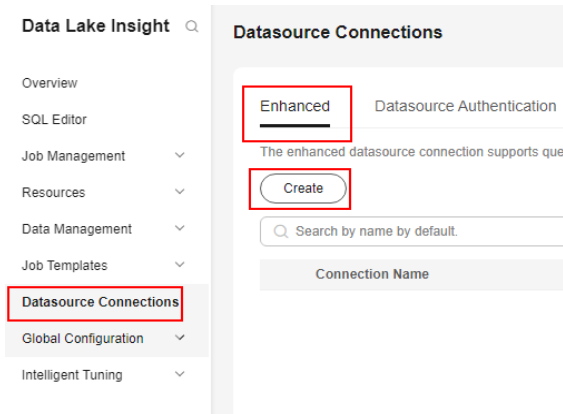 Data Lake Insight
Overview
SQL Editor
Job Management
Resources
Data Management
Job Templates
Datasource Connections
Global Configuration
Intelligent Tuning
Datasource Connections
Enhanced
Datasource Authentication
The enhanced datasource connection supports que
Create
Search by name by default.
Connection Name